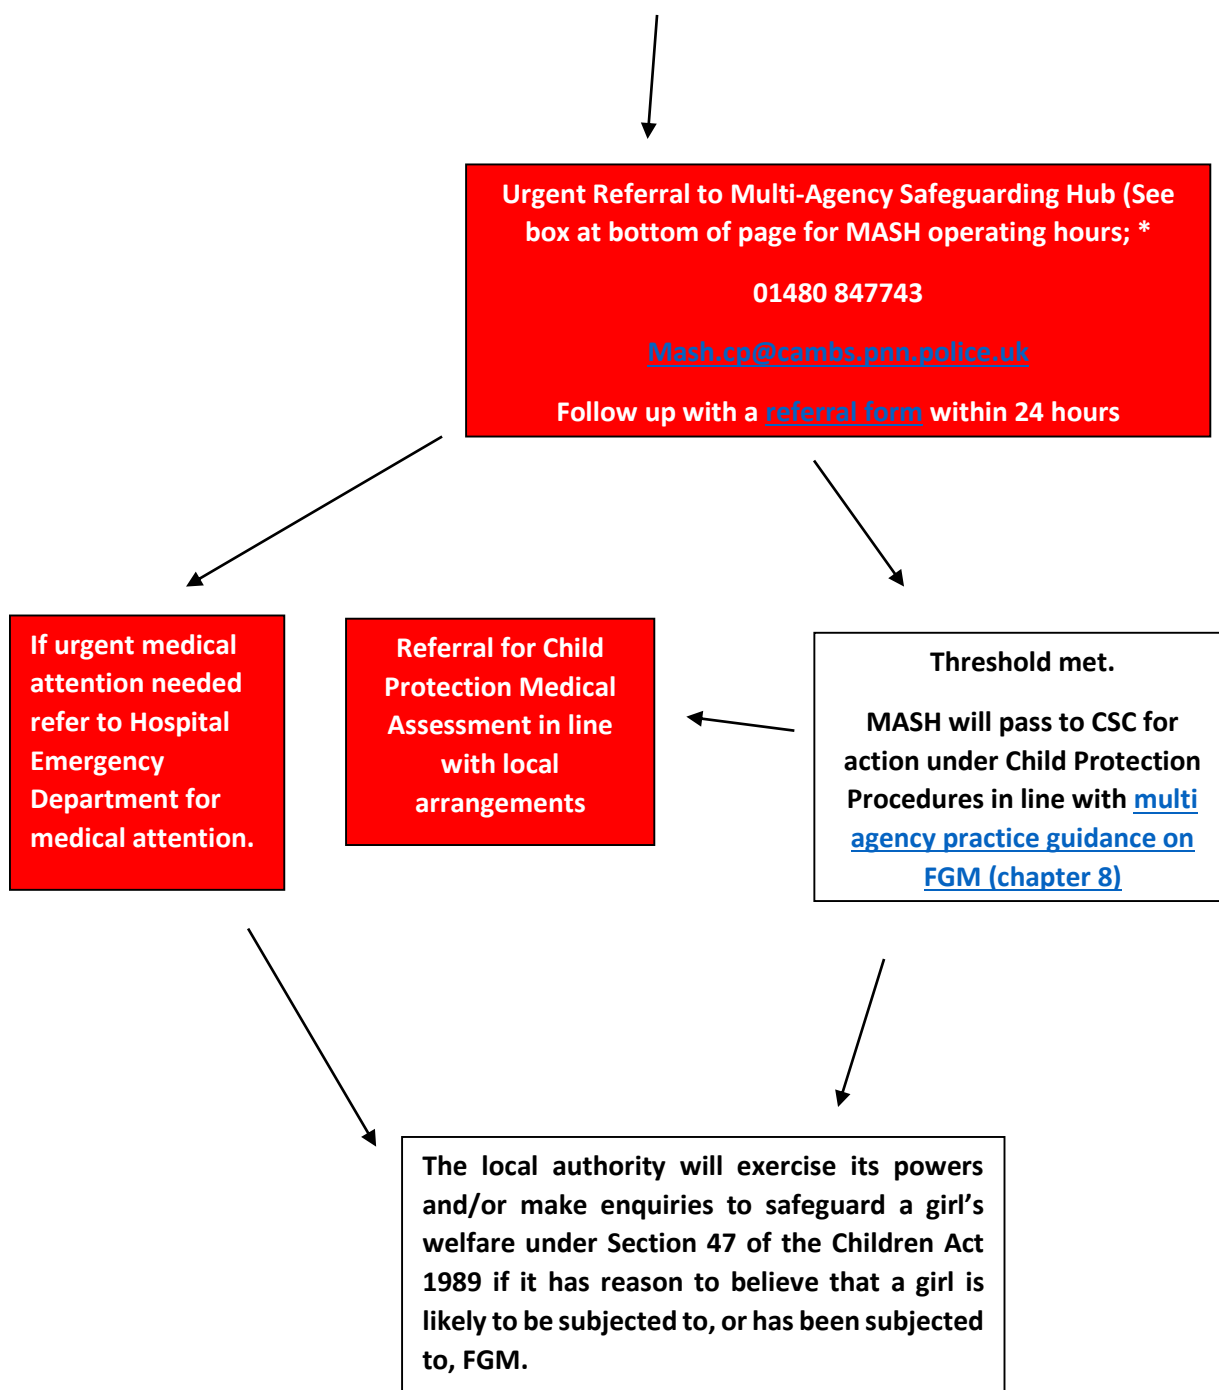 Urgent Referral to Multi-Agency Safeguarding Hub (See
box at bottom of page for MASH operating hours; *
01480 847743
Mash.cp@cambs.pnn.police.uk
Follow up with a referral form within 24 hours
If urgent medical
attention needed
refer to Hospital
Emergency
Department for
medical attention.
Referral for Child
Protection Medical
Assessment in line
with local
arrangements
Threshold met.
MASH will pass to CSC for
action under Child Protection
Procedures in line with multi
agency practice guidance on
FGM (chapter 8)
The local authority will exercise its powers
and/or make enquiries to safeguard a girl’s
welfare under Section 47 of the Children Act
1989 if it has reason to believe that a girl is
likely to be subjected to, or has been subjected
to, FGM.